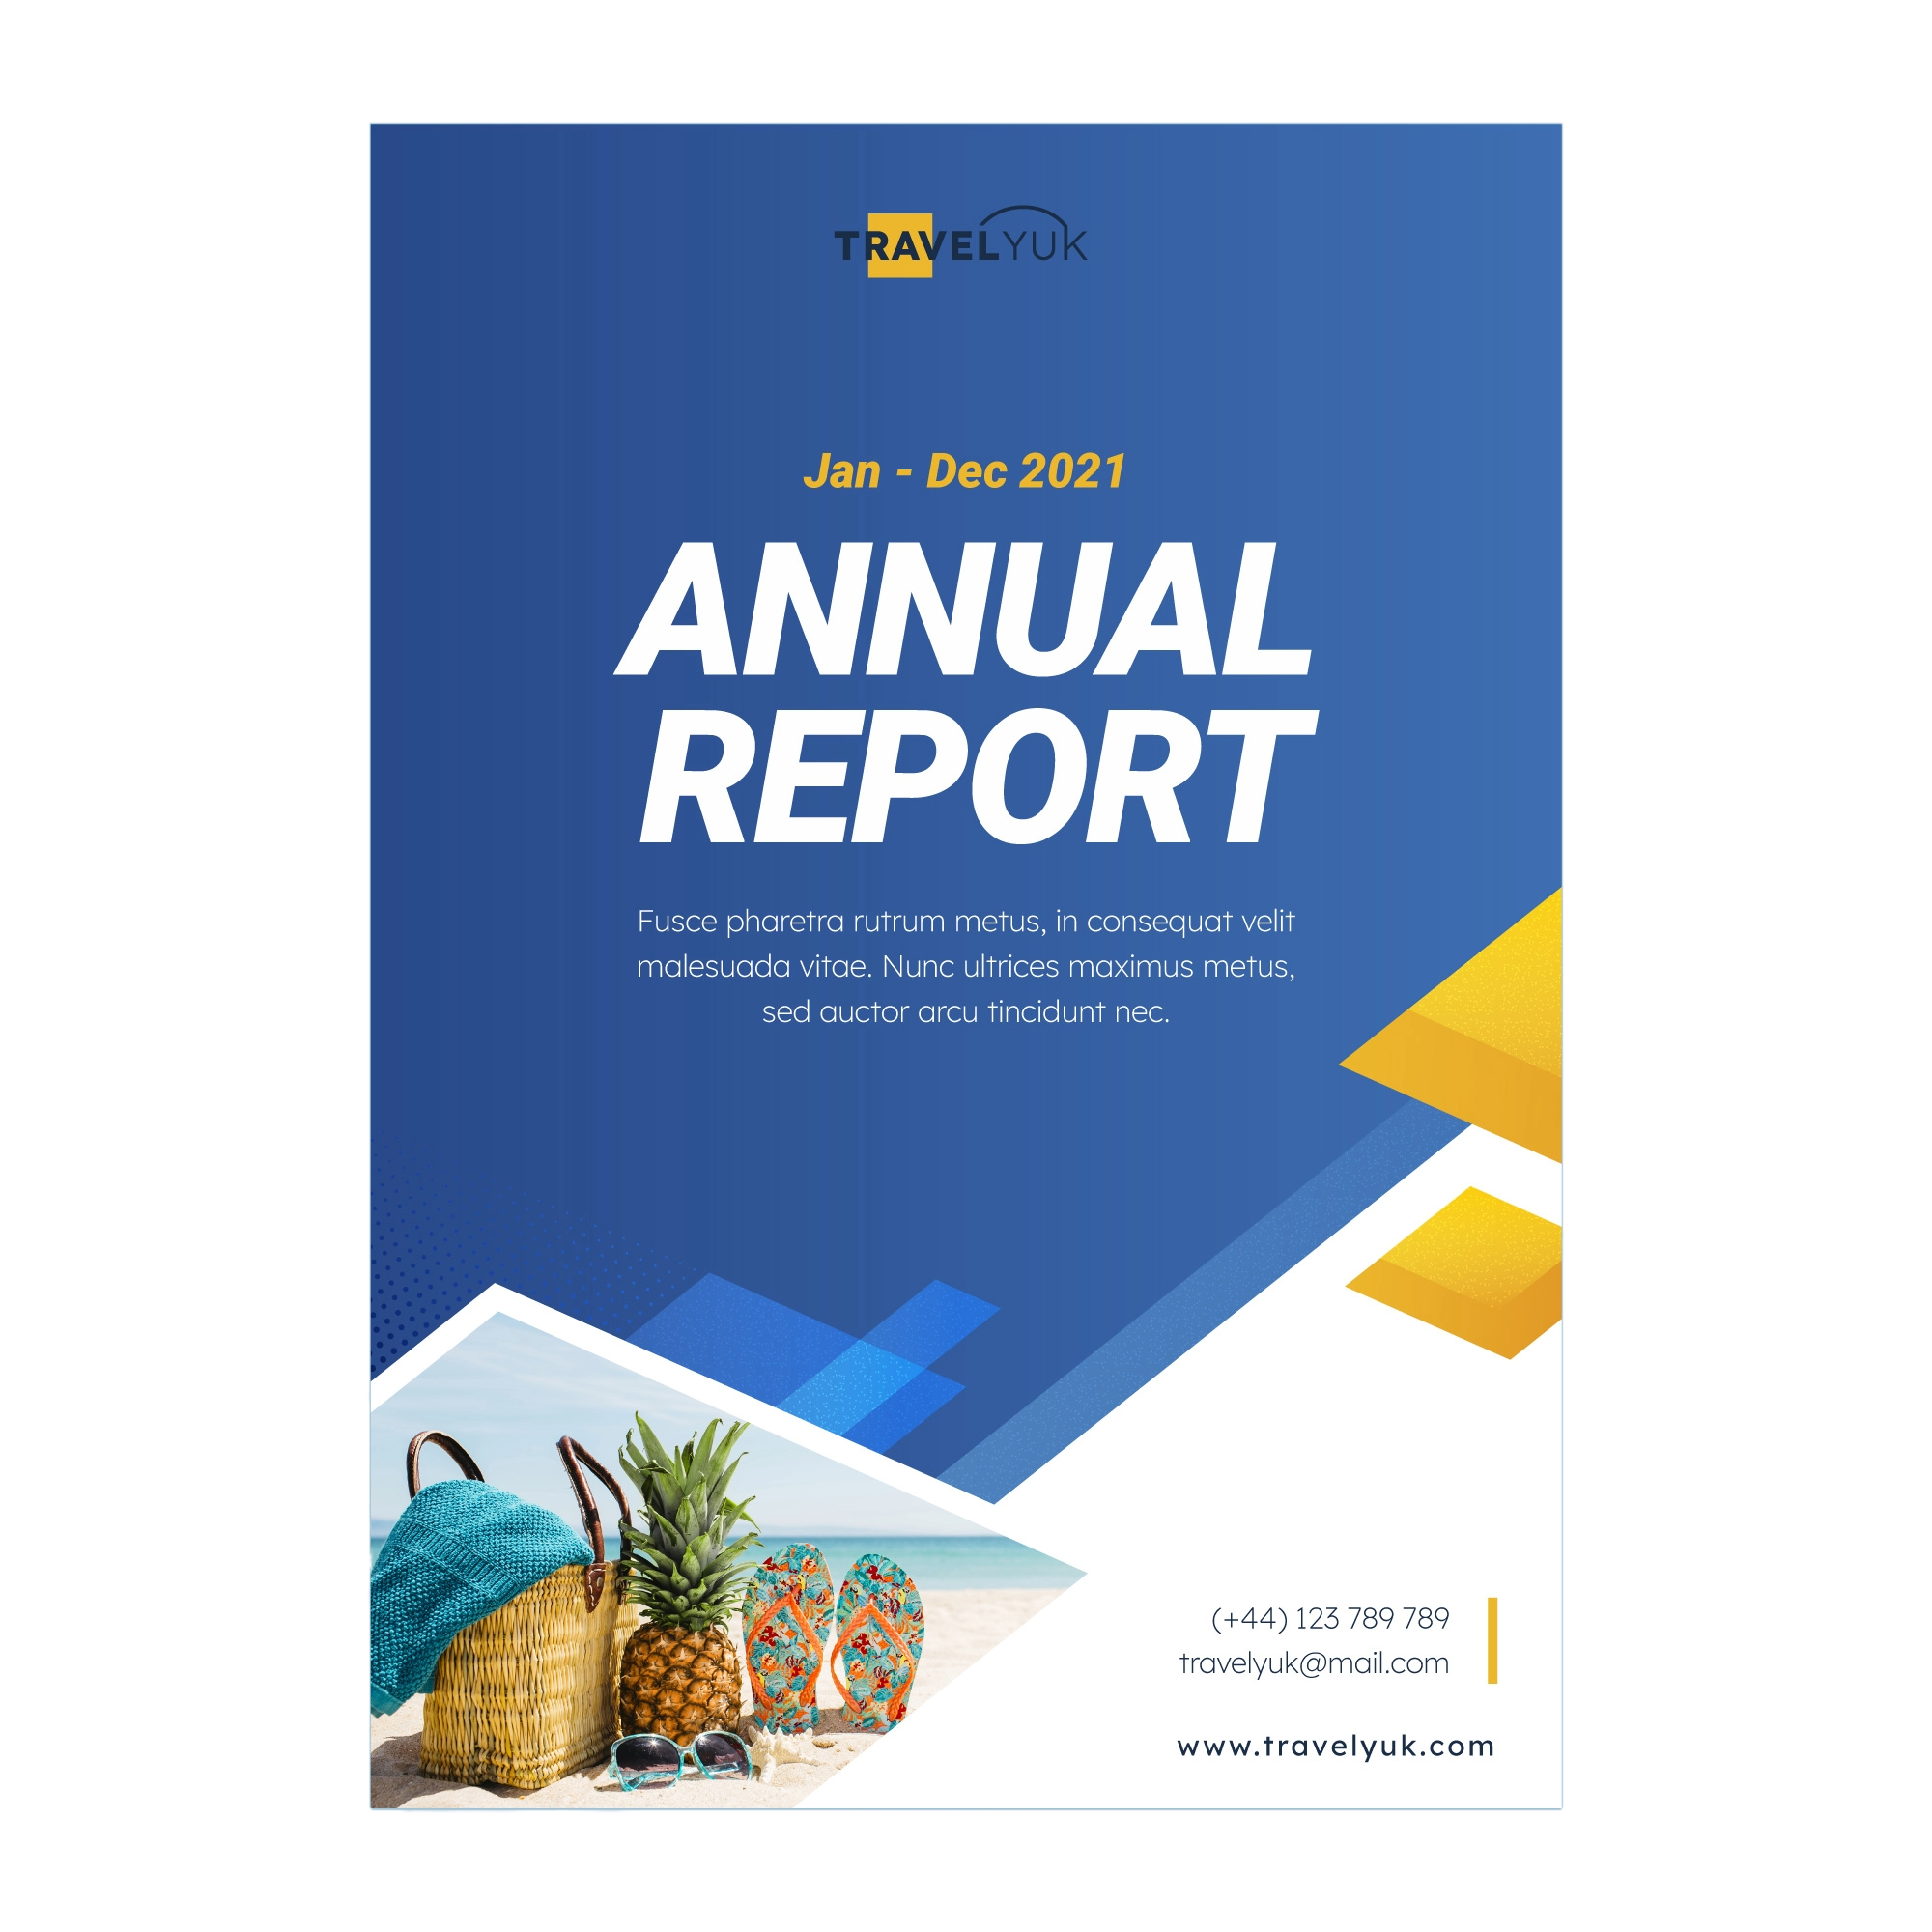 TRAVELYUK
Jan - Dec 2021
ANNUAL
REPORT
Fusce pharetra rutrum metus, in consequat velit
malesuada vitae. Nunc ultrices maximus metus,
sed auctor arcu tincidunt nec.
(+44) 123 789 789
travelyuk@mail.com
www.travelyuk.com